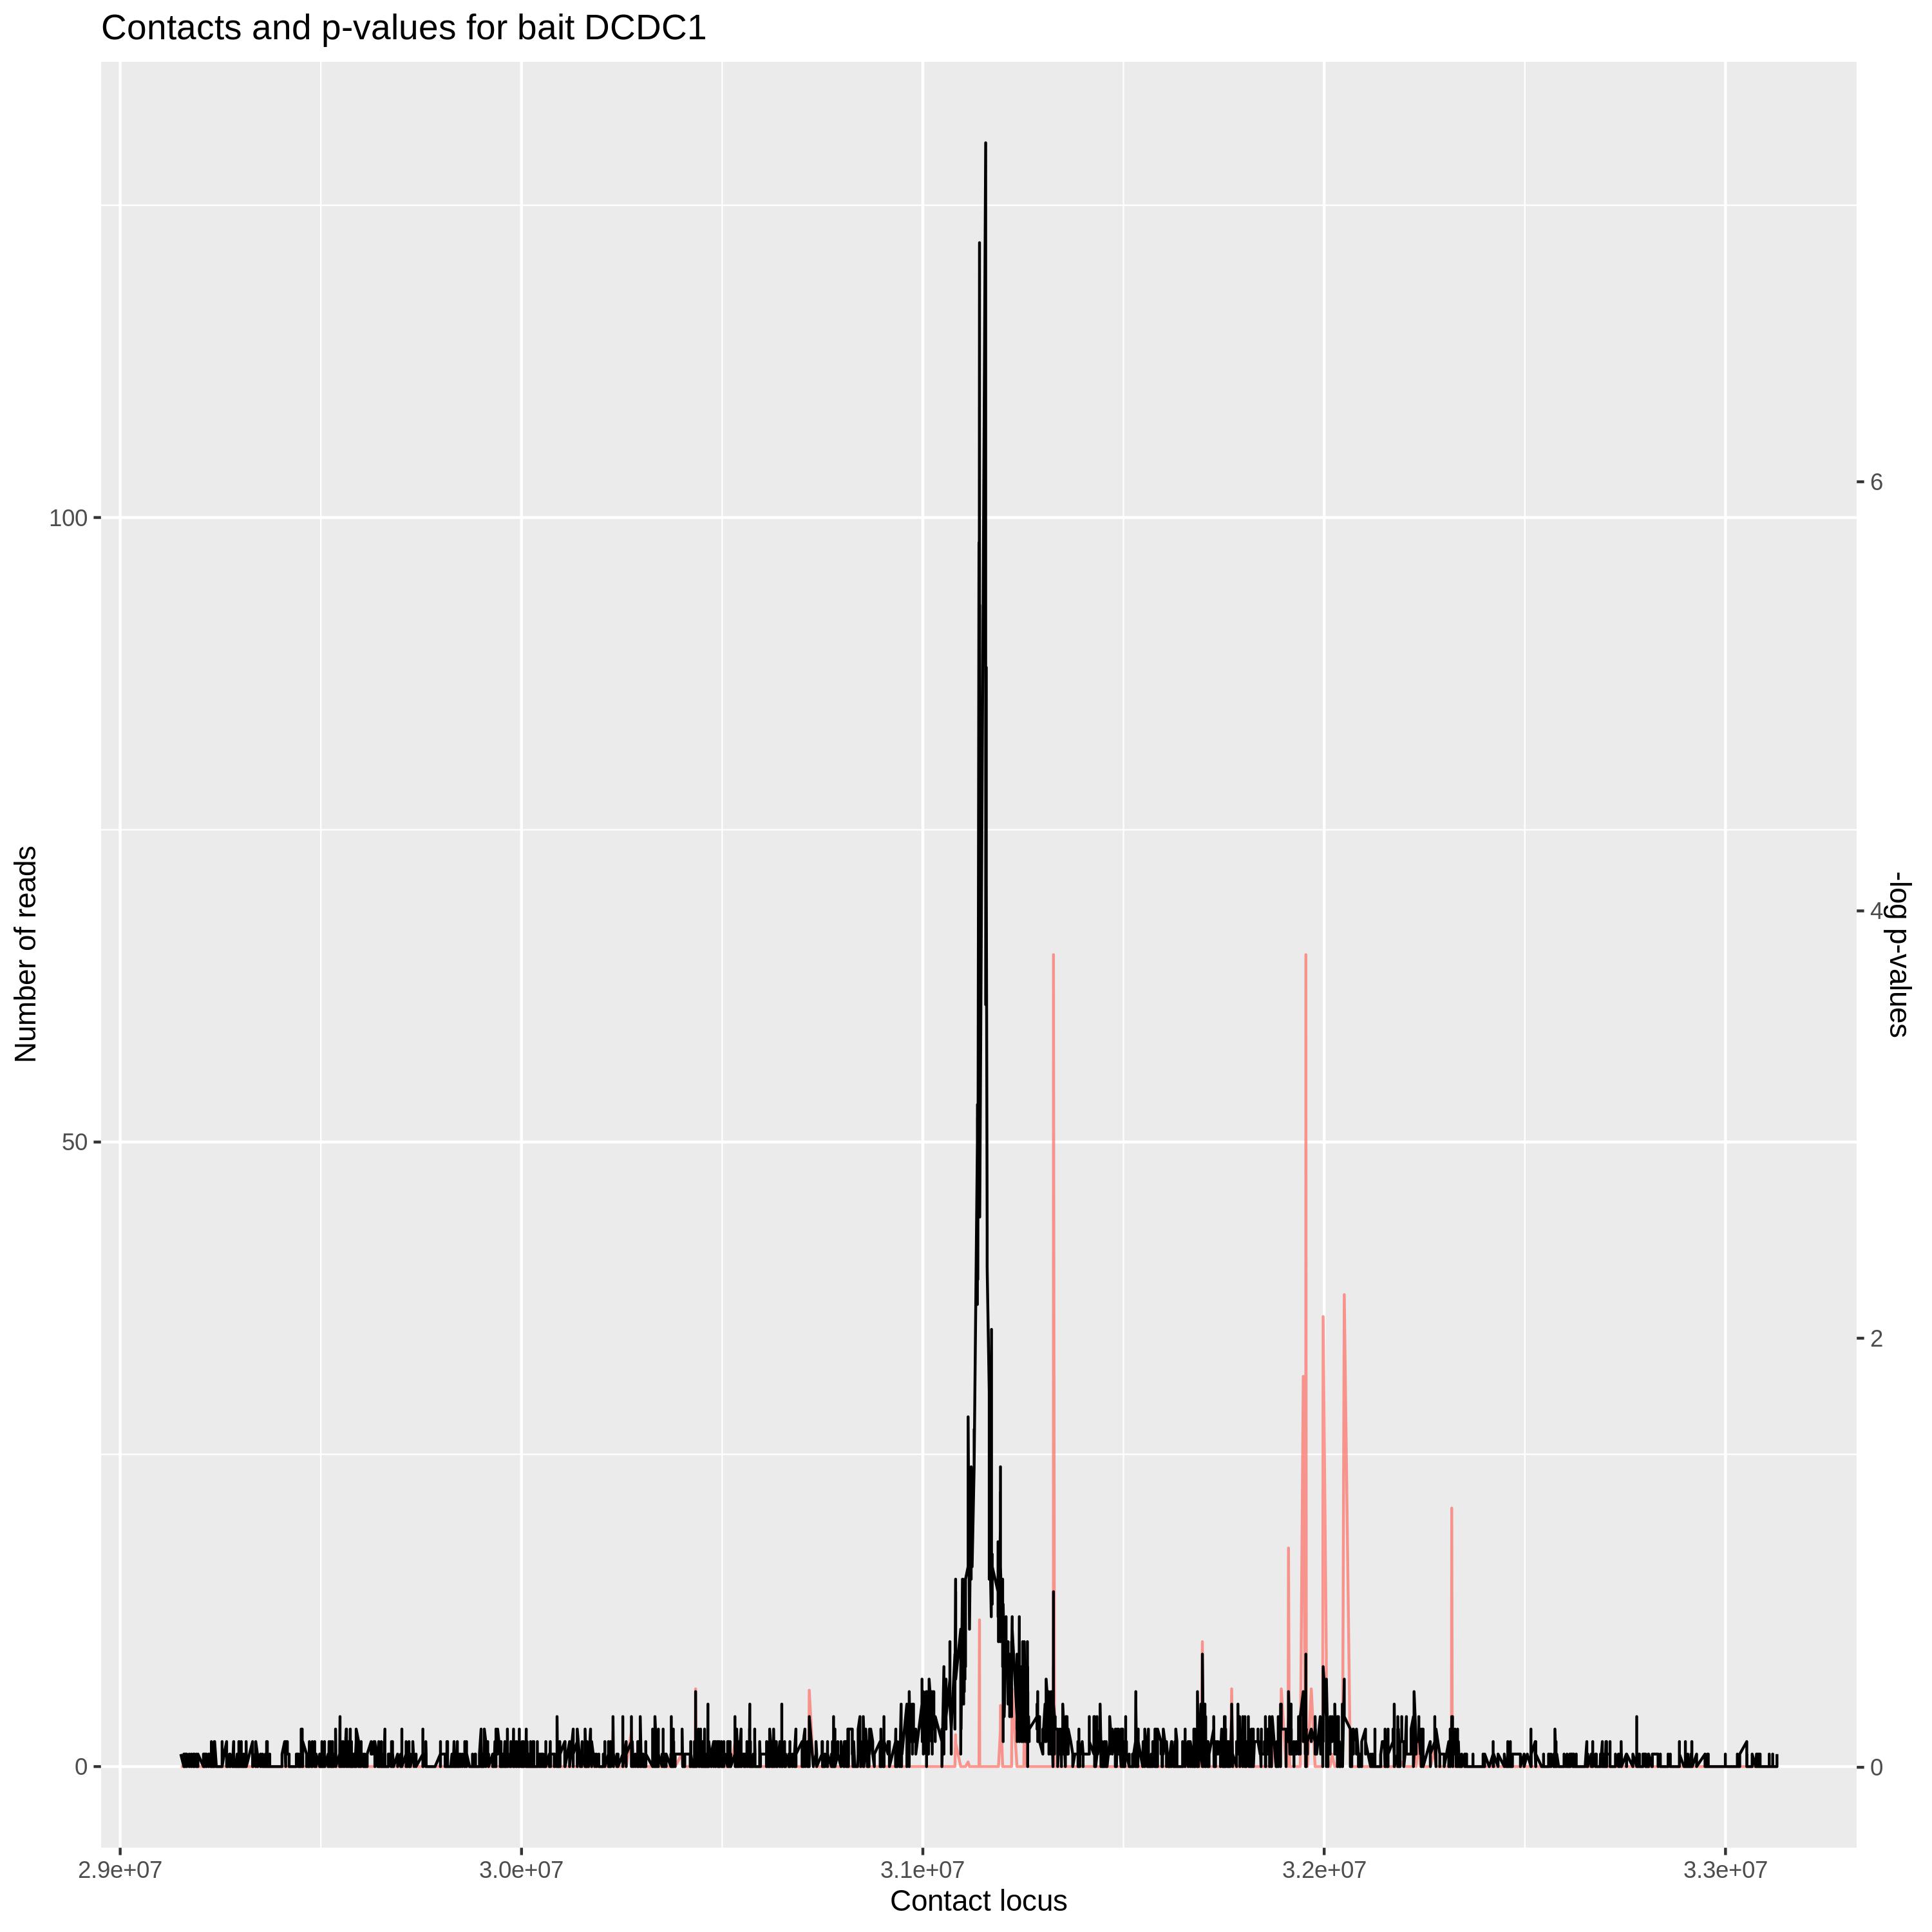 Contacts and p-values for bait DCDC1
Number of reads
100
50
0
6
4
2
0
-log p-values
2.9e+07 3.0e+07 3.1e+07 3.2e+07 3.3e+07
Contact locus